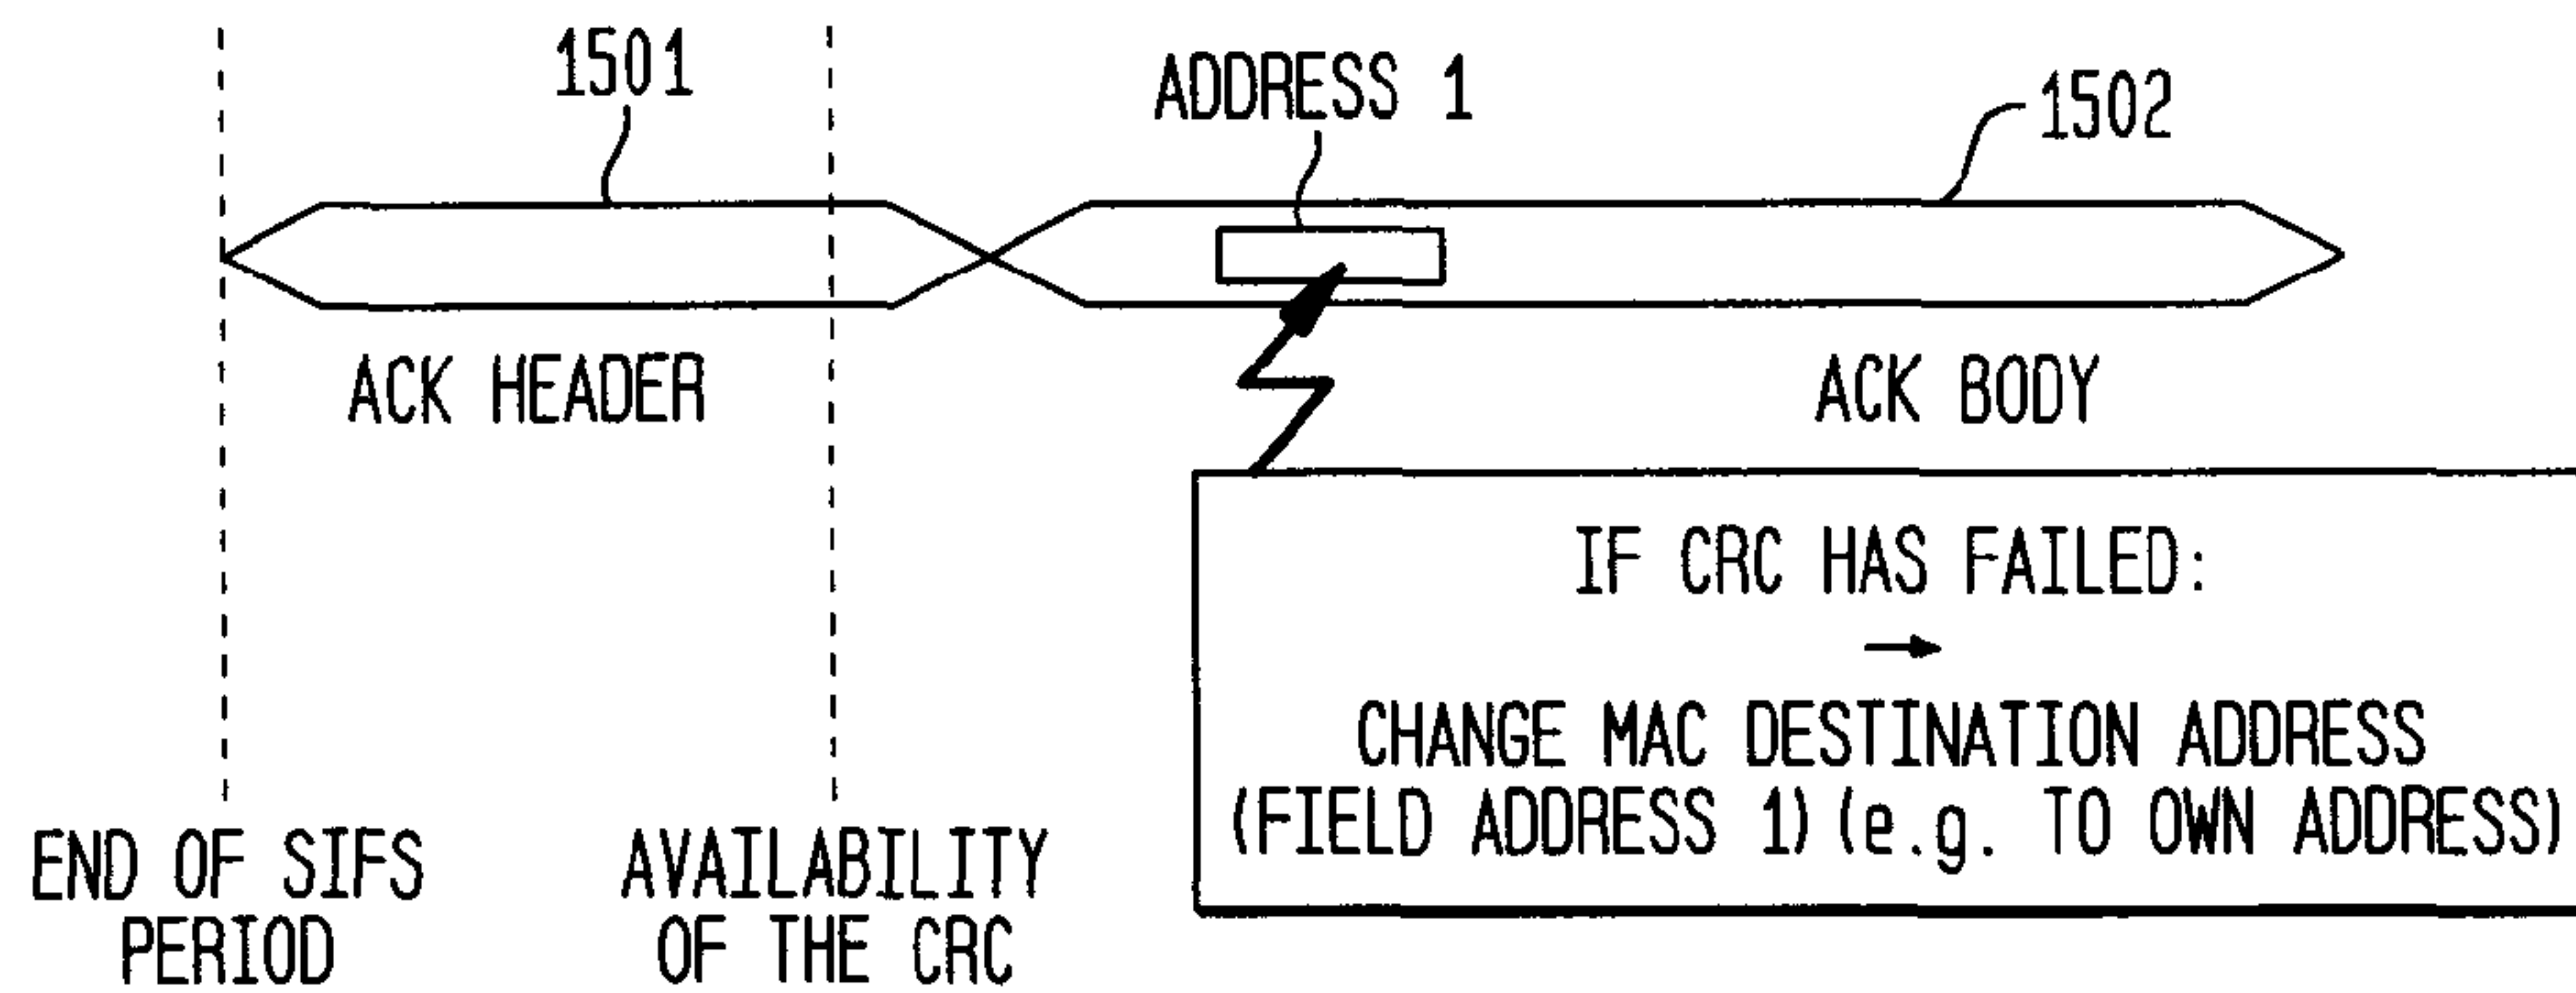 1501
ADDRESS 1
1502
ACK HEADER
ACK BODY
IF CRC HAS FAILED:
CHANGE MAC DESTINATION ADDRESS
(FIELD ADDRESS 1) (e.g. TO OWN ADDRESS)
END OF SIFS
PERIOD
AVAILABILITY
OF THE CRC